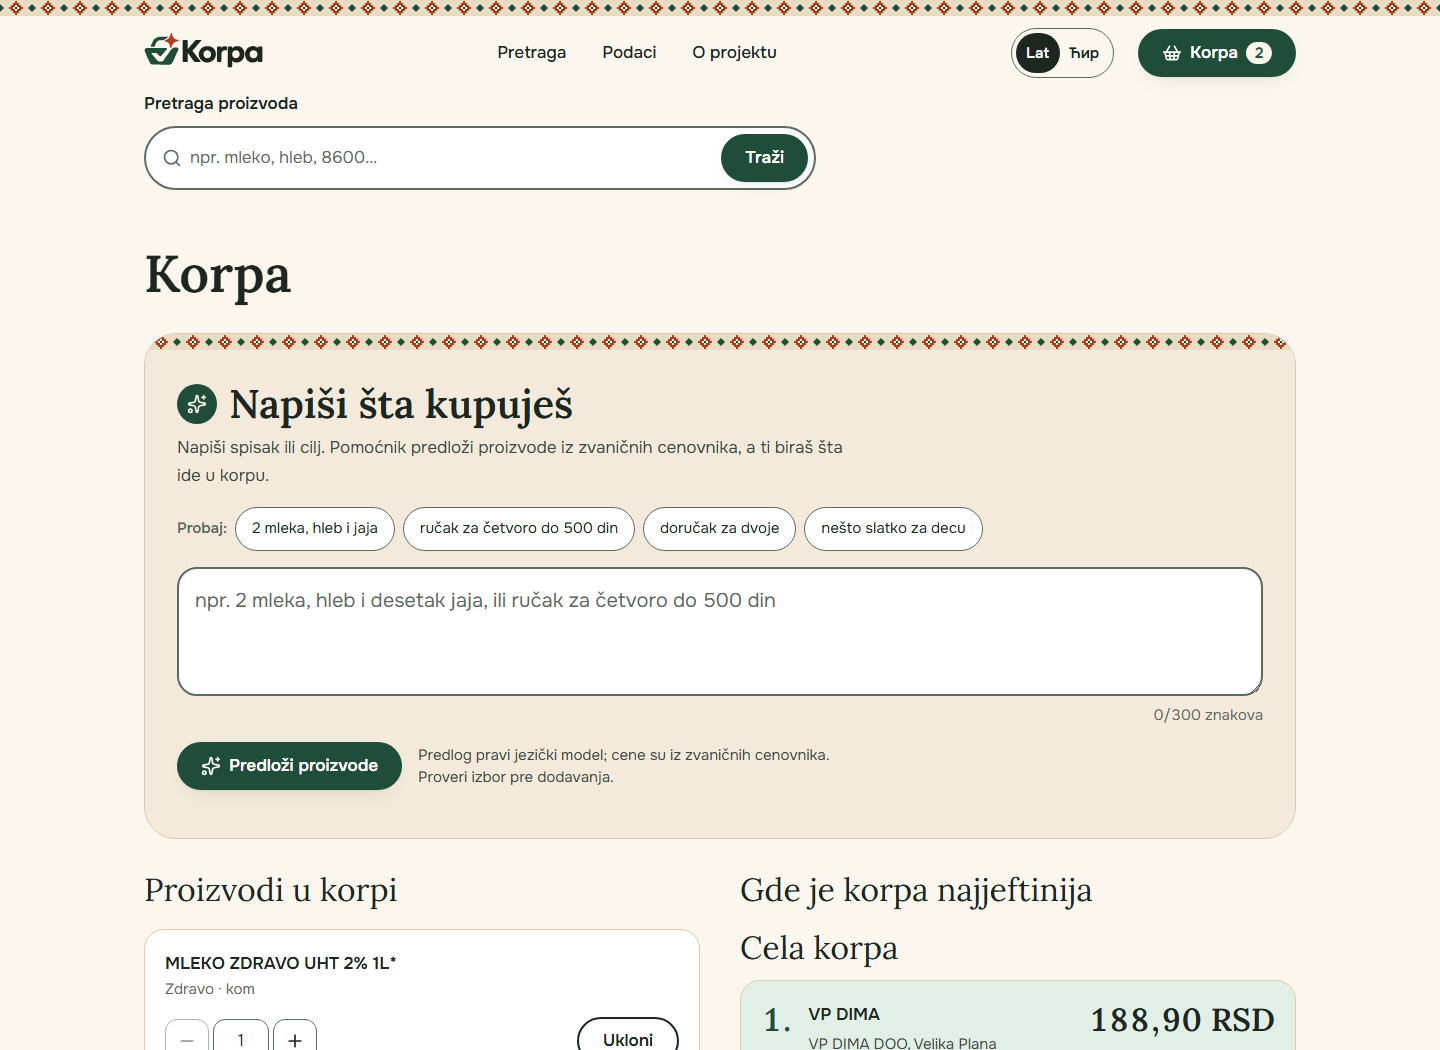 Korpa
Pretraga
Podaci
O projektu
Lat
Ћир
Korpa 2
Pretraga proizvoda
npr. mleko, hleb, 8600...
Traži
Korpa
Napiši šta kupuješ
Napiši spisak ili cilj. Pomoćnik predloži proizvode iz zvaničnih cenovnika, a ti biraš šta
ide u korpu.
Probaj:
2 mleka, hleb i jaja
ručak za četvoro do 500 din
doručak za dvoje
nešto slatko za decu
npr. 2 mleka, hleb i desetak jaja, ili ručak za četvoro do 500 din
0/300 znakova
Predloži proizvode
Predlog pravi jezički model; cene su iz zvaničnih cenovnika.
Proveri izbor pre dodavanja.
Proizvodi u korpi
MLEKO ZDRAVO UHT 2% 1L*
Zdravo · kom
− 1 +
Ukloni
Gde je korpa najjeftinija
Cela korpa
1.
VP DIMA
188,90 RSD
VP DIMA DOO, Velika Plana